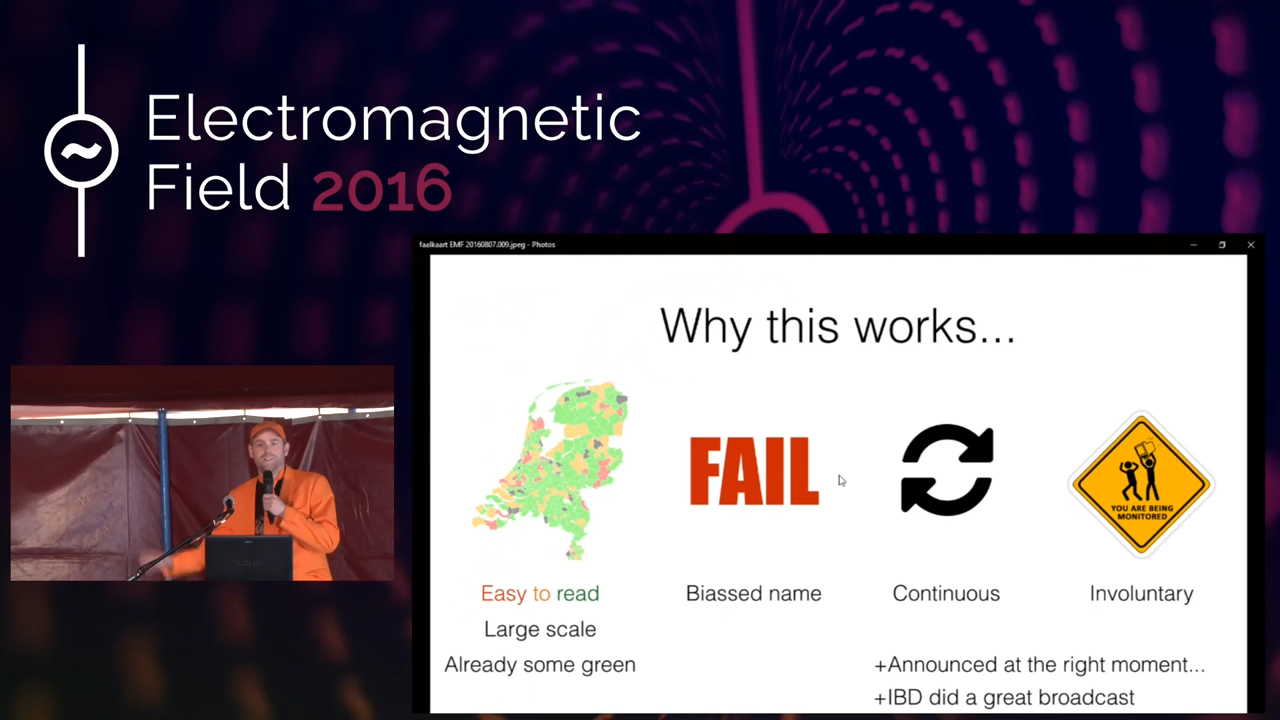 Electromagnetic
Field 2016
faalkaart EMF 20160807.009.jpeg - Photos
Why this works...
FAIL
YOU ARE BEING
MONITORED
Easy to read
Biassed name
Continuous
Involuntary
Large scale
Already some green
+Announced at the right moment...
+IBD did a great broadcast
VAIO